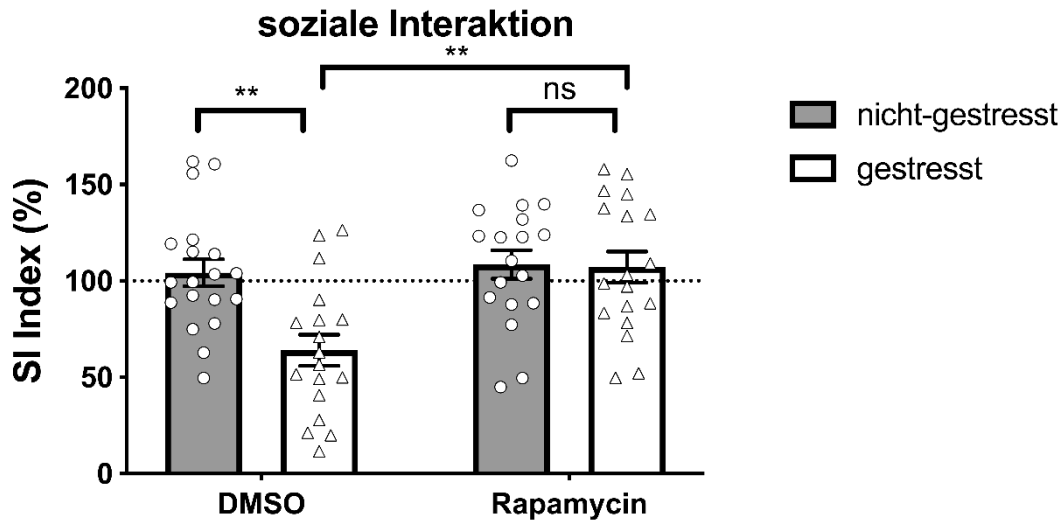 soziale Interaktion
**
**
ns
SI Index (%)
200
150
100
50
0
DMSO
Rapamycin
nicht-gestresst
gestresst